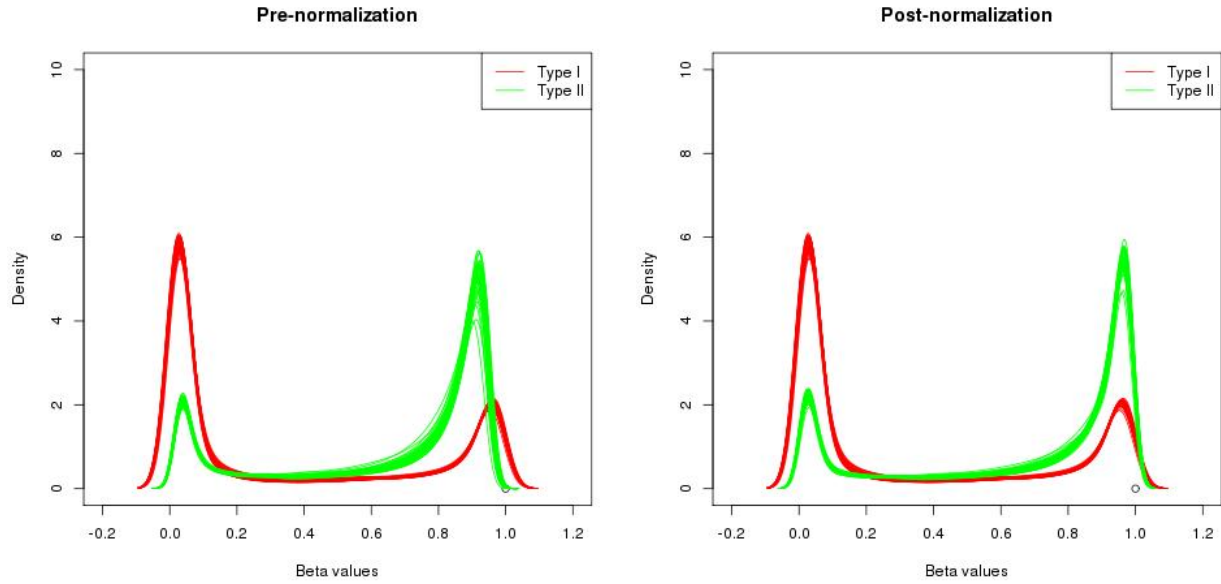 Pre-normalization
Type I
Type II
10
8
6
4
2
0
Density
-0.2 0.0 0.2 0.4 0.6 0.8 1.0 1.2
Beta values
Post-normalization
Type I
Type II
10
8
6
4
2
0
Density
-0.2 0.0 0.2 0.4 0.6 0.8 1.0 1.2
Beta values